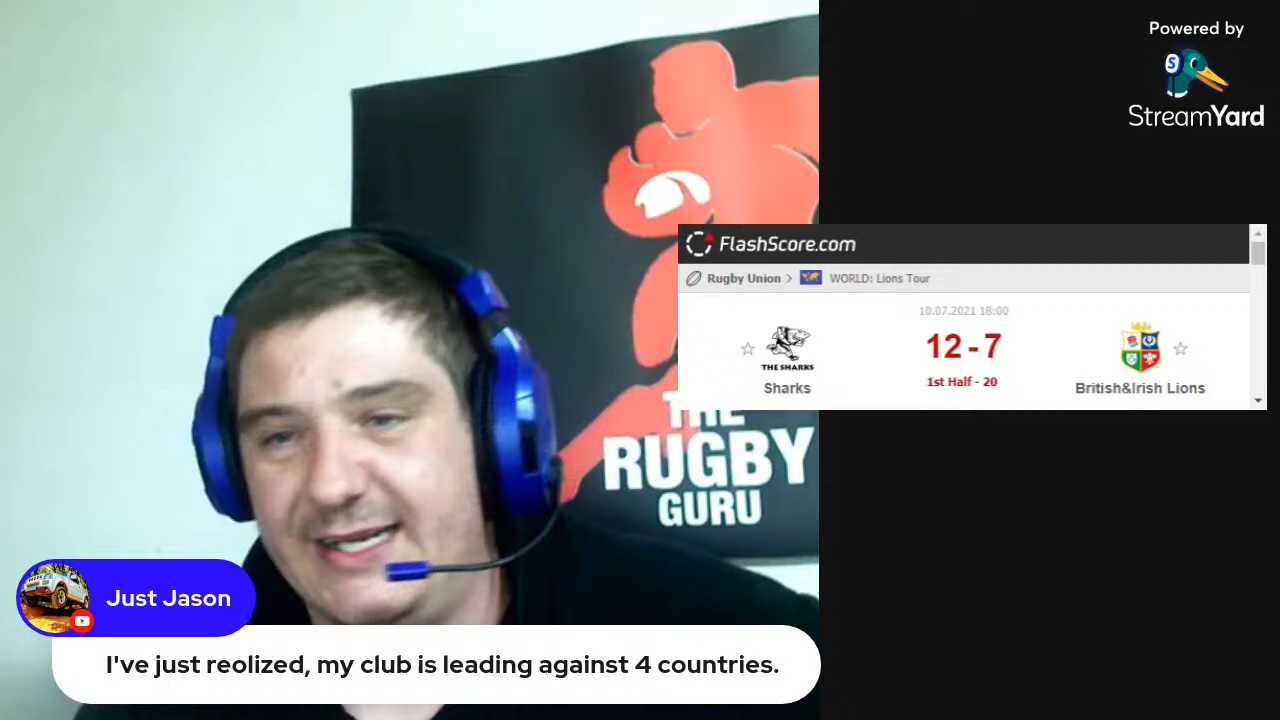 Powered by
StreamYard
FlashScore.com
Rugby Union > WORLD: Lions Tour
10.07.2021 18:00
12 - 7
1st Half - 20
THE SHARKS
Sharks
British&Irish Lions
THE
RUGBY
GURU
Just Jason
I've just reolized, my club is leading against 4 countries.